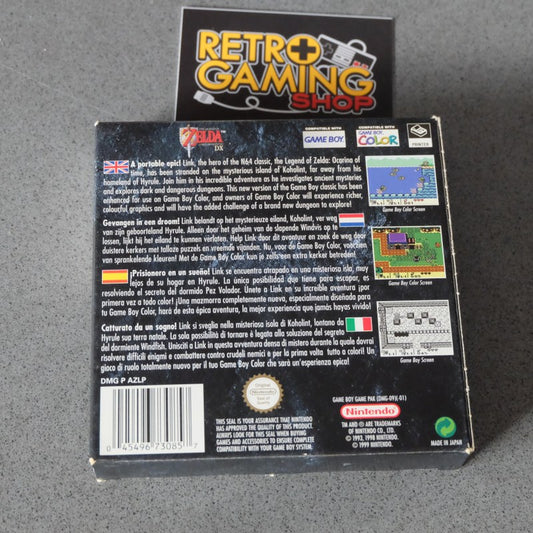 RETRO
GAMING
SHOP
ZELDA
DX
COMPATIBLE WITH
GAME BOY
COMPATIBLE WITH
GAME BOY
COLOR
PRINTER
A portable epic! Link, the hero of the N64 classic, the Legend of Zelda: Ocarina of
time, has been stranded on the mysterious island of Koholint, far away from his
homeland of Hyrule. Join him in his incredible adventure as he investigates ancient mysteries
and explores dark and dangerous dungeons. This new version of the Game Boy classic has been
enhanced for use on Game Boy Color, and owners of Game Boy Color will experience richer,
colourful graphics and will have the added challenge of a brand new dungeon to explore!
Gevangen in een droom! Link belandt op het mysterieuze eiland, Koholint, ver weg
van zijn geboorteland Hyrule. Alleen door het geheim van de slapende Windvis op te
lossen, lijkt hij het eiland te kunnen verlaten. Help Link door dit avontuur en zoek de weg door
duistere kerkers met talloze puzzels en vreemde vijanden. Nu, voor de Game Boy Color, voorzien
van sprankelende kleuren! Met de Game Boy Color kun je zelfs een extra kerker betreden!
¡Prisionero en un sueño! Link se encuentra atrapado en una misteriosa isla, muy
lejos de su hogar en Hyrule. La única posibilidad que tiene para escapar, es
resolviendo el secreto del dormido Pez Volador. Únete a Link en su increíble aventura ¡por
primera vez a todo color! ¡Una mazmorra completamente nueva, especialmente diseñada para
tu Game Boy Color, hará de esta épica aventura, la mejor experiencia que jamás hayas vivido!
Catturato da un sogno! Link si sveglia nella misteriosa isola di Koholint, lontano da
Hyrule sua terra natale. La sola possibilità di tornare è legata alla soluzione del segreto
del dormiente Windfish. Unisciti a Link in questa avventura densa di mistero durante la quale dovrai
risolvere difficili enigmi e combattere contro crudeli nemici e per la prima volta tutto a colori! Un
gioco di ruolo totalmente nuovo per il tuo Game Boy Color che sarà un'esperienza epica!
Game Boy Color Screen
Game Boy Color Screen
Game Boy Screen
DMG P AZLP
0 45496 73085 7
Original
Nintendo
Seal of
Quality
THIS SEAL IS YOUR ASSURANCE THAT NINTENDO
HAS APPROVED THE QUALITY OF THIS PRODUCT.
ALWAYS LOOK FOR THIS SEAL WHEN BUYING
GAMES AND ACCESSORIES TO ENSURE COMPLETE
COMPATIBILITY WITH YOUR GAME BOY SYSTEM.
GAME BOY GAME PAK (DMG-09)(-01)
Nintendo
TM AND ® ARE TRADEMARKS
OF NINTENDO CO., LTD.
© 1993, 1998 NINTENDO.
© 1999 NINTENDO.
MADE IN JAPAN